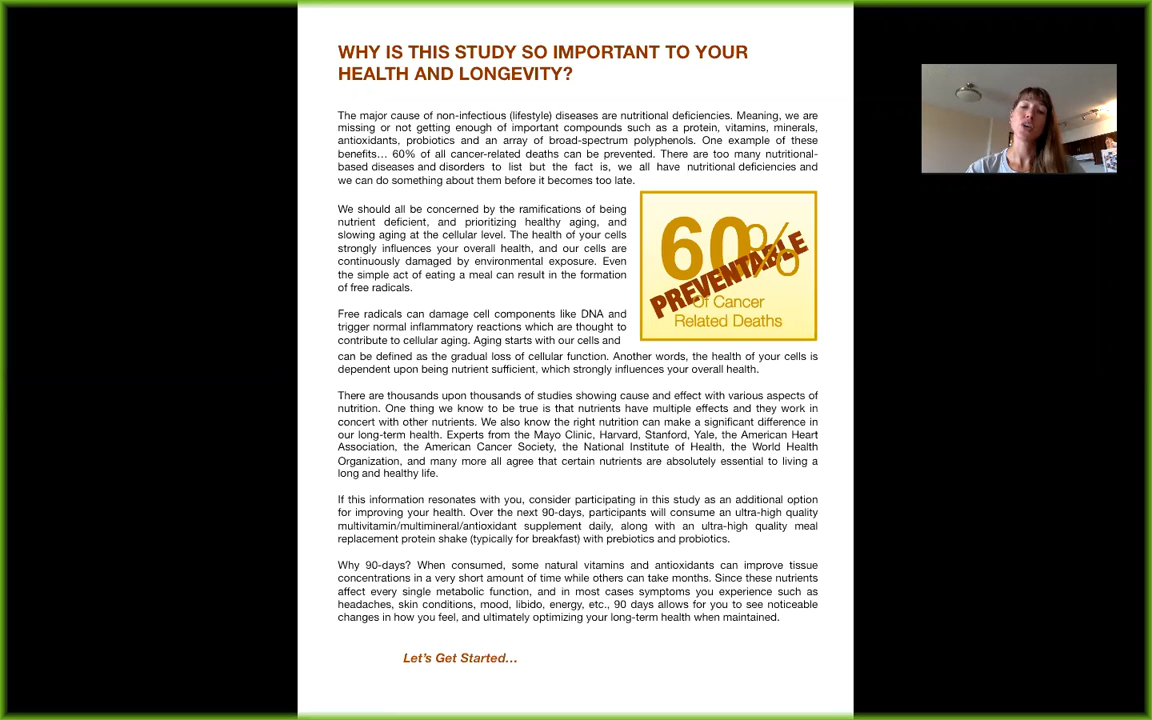 WHY IS THIS STUDY SO IMPORTANT TO YOUR
HEALTH AND LONGEVITY?
The major cause of non-infectious (lifestyle) diseases are nutritional deficiencies. Meaning, we are
missing or not getting enough of important compounds such as a protein, vitamins, minerals,
antioxidants, probiotics and an array of broad-spectrum polyphenols. One example of these
benefits… 60% of all cancer-related deaths can be prevented. There are too many nutritional-
based diseases and disorders to list but the fact is, we all have nutritional deficiencies and
we can do something about them before it becomes too late.
We should all be concerned by the ramifications of being
nutrient deficient, and prioritizing healthy aging, and
slowing aging at the cellular level. The health of your cells
strongly influences your overall health, and our cells are
continuously damaged by environmental exposure. Even
the simple act of eating a meal can result in the formation
of free radicals.
Free radicals can damage cell components like DNA and
trigger normal inflammatory reactions which are thought to
contribute to cellular aging. Aging starts with our cells and
60%
PREVENTABLE
Of Cancer
Related Deaths
can be defined as the gradual loss of cellular function. Another words, the health of your cells is
dependent upon being nutrient sufficient, which strongly influences your overall health.
There are thousands upon thousands of studies showing cause and effect with various aspects of
nutrition. One thing we know to be true is that nutrients have multiple effects and they work in
concert with other nutrients. We also know the right nutrition can make a significant difference in
our long-term health. Experts from the Mayo Clinic, Harvard, Stanford, Yale, the American Heart
Association, the American Cancer Society, the National Institute of Health, the World Health
Organization, and many more all agree that certain nutrients are absolutely essential to living a
long and healthy life.
If this information resonates with you, consider participating in this study as an additional option
for improving your health. Over the next 90-days, participants will consume an ultra-high quality
multivitamin/multimineral/antioxidant supplement daily, along with an ultra-high quality meal
replacement protein shake (typically for breakfast) with prebiotics and probiotics.
Why 90-days? When consumed, some natural vitamins and antioxidants can improve tissue
concentrations in a very short amount of time while others can take months. Since these nutrients
affect every single metabolic function, and in most cases symptoms you experience such as
headaches, skin conditions, mood, libido, energy, etc., 90 days allows for you to see noticeable
changes in how you feel, and ultimately optimizing your long-term health when maintained.
Let's Get Started…